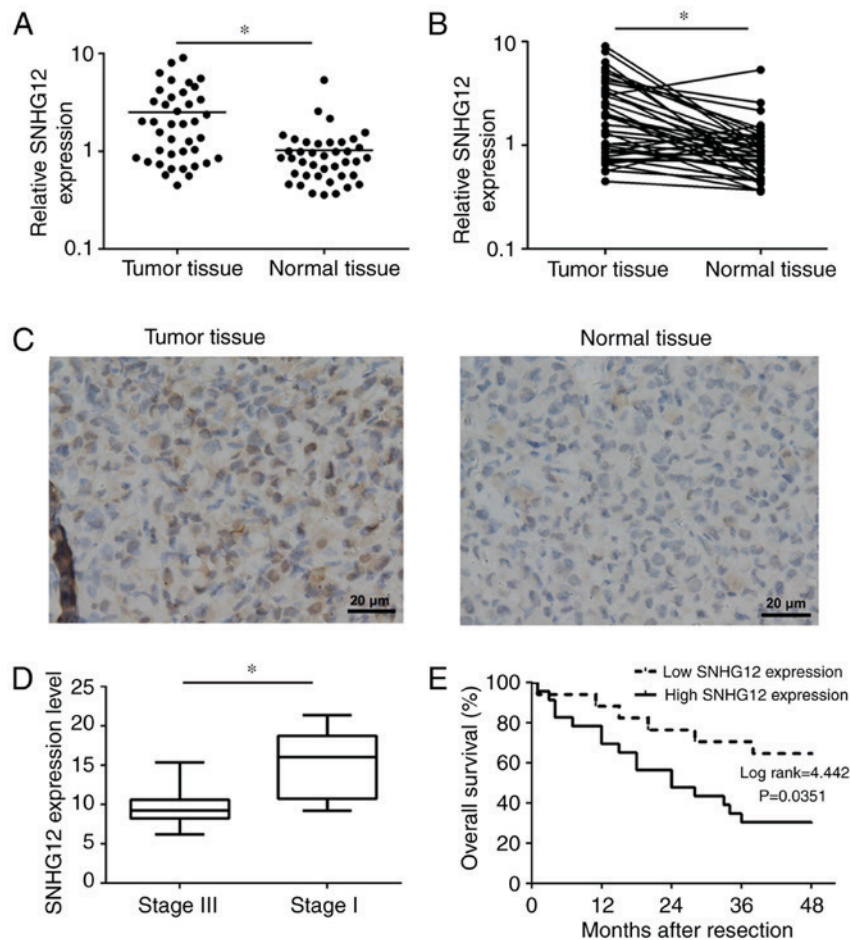 A
Relative SNHG12
expression
10
1
0.1
*
Tumor tissue
Normal tissue
B
Relative SNHG12
expression
10
1
0.1
*
Tumor tissue
Normal tissue
C
Tumor tissue
20 μm
Normal tissue
20 μm
D
SNHG12 expression level
25
20
15
10
5
0
*
Stage III
Stage I
E
Overall survival (%)
100
80
60
40
20
0
Low SNHG12 expression
High SNHG12 expression
Log rank=4.442
P=0.0351
0
12
24
36
48
Months after resection